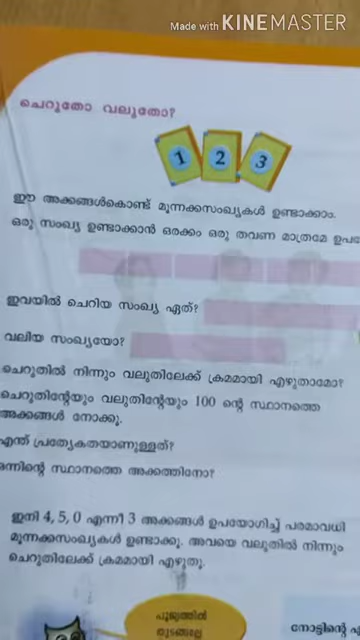 Made with KINEMASTER
ചെറുതോ വലുതോ?
1 2 3
ഈ അക്കങ്ങൾകൊണ്ട് മൂന്നക്കസംഖ്യകൾ ഉണ്ടാക്കാം.
ഒരു സംഖ്യ ഉണ്ടാക്കാൻ ഒരക്കം ഒരു തവണ മാത്രമേ
ഇവയിൽ ചെറിയ സംഖ്യ ഏത്?
വലിയ സംഖ്യയോ?
ചെറുതിൽ നിന്നും വലുതിലേക്ക് ക്രമമായി എഴുതാമോ?
ചെറുതിന്റേയും വലുതിന്റേയും 100 ന്റെ സ്ഥാനത്തെ
അക്കങ്ങൾ നോക്കൂ.
എന്ത് പ്രത്യേകതയാണുള്ളത്?
ഒന്നിന്റെ സ്ഥാനത്തെ അക്കത്തിനോ?
ഇനി 4, 5, 0 എന്നീ 3 അക്കങ്ങൾ ഉപയോഗിച്ച് പരമാവധി
മൂന്നക്കസംഖ്യകൾ ഉണ്ടാക്കൂ. അവയെ വലുതിൽ നിന്നും
ചെറുതിലേക്ക് ക്രമമായി എഴുതൂ.
പൂജ്യത്തിൽ
തുടങ്ങല്ലേ
നോട്ടിന്റെ